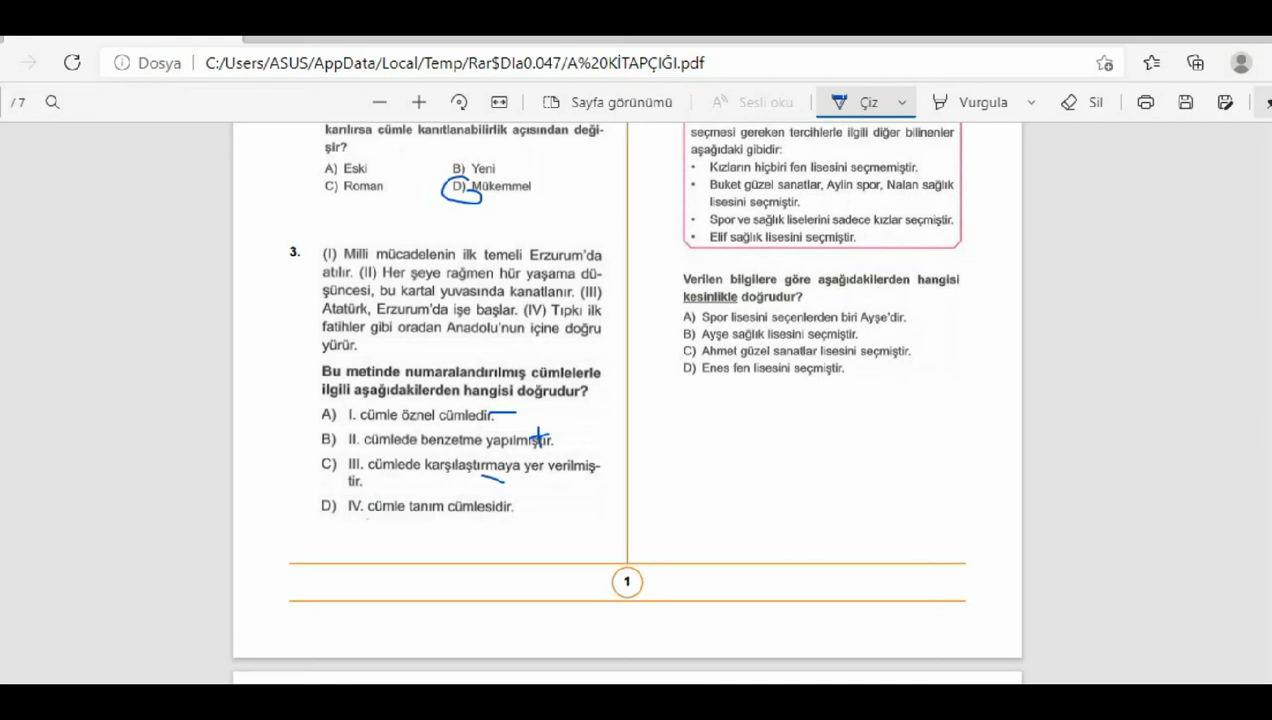 Dosya
C:/Users/ASUS/AppData/Local/Temp/Rar$DIa0.047/A%20KİTAPÇIĞI.pdf
/7
Sayfa görünümü
Sesli oku
Çiz
Vurgula
Sil
karılırsa cümle kanıtlanabilirlik açısından deği-
şir?
A) Eski
B) Yeni
C) Roman
D) Mükemmel
3.
(I) Milli mücadelenin ilk temeli Erzurum'da
atılır. (II) Her şeye rağmen hür yaşama dü-
şüncesi, bu kartal yuvasında kanatlanır. (III)
Atatürk, Erzurum'da işe başlar. (IV) Tıpkı ilk
fatihler gibi oradan Anadolu'nun içine doğru
yürür.
Bu metinde numaralandırılmış cümlelerle
ilgili aşağıdakilerden hangisi doğrudur?
A) I. cümle öznel cümledir.
B) II. cümlede benzetme yapılmıştır.
C) III. cümlede karşılaştırmaya yer verilmiş-
tir.
D) IV. cümle tanım cümlesidir.
seçmesi gereken tercihlerle ilgili diğer bilinenler
aşağıdaki gibidir:
• Kızların hiçbiri fen lisesini seçmemiştir.
• Buket güzel sanatlar, Aylin spor, Nalan sağlık
lisesini seçmiştir.
• Spor ve sağlık liselerini sadece kızlar seçmiştir.
• Elif sağlık lisesini seçmiştir.
Verilen bilgilere göre aşağıdakilerden hangisi
kesinlikle doğrudur?
A) Spor lisesini seçenlerden biri Ayşe'dir.
B) Ayşe sağlık lisesini seçmiştir.
C) Ahmet güzel sanatlar lisesini seçmiştir.
D) Enes fen lisesini seçmiştir.
1